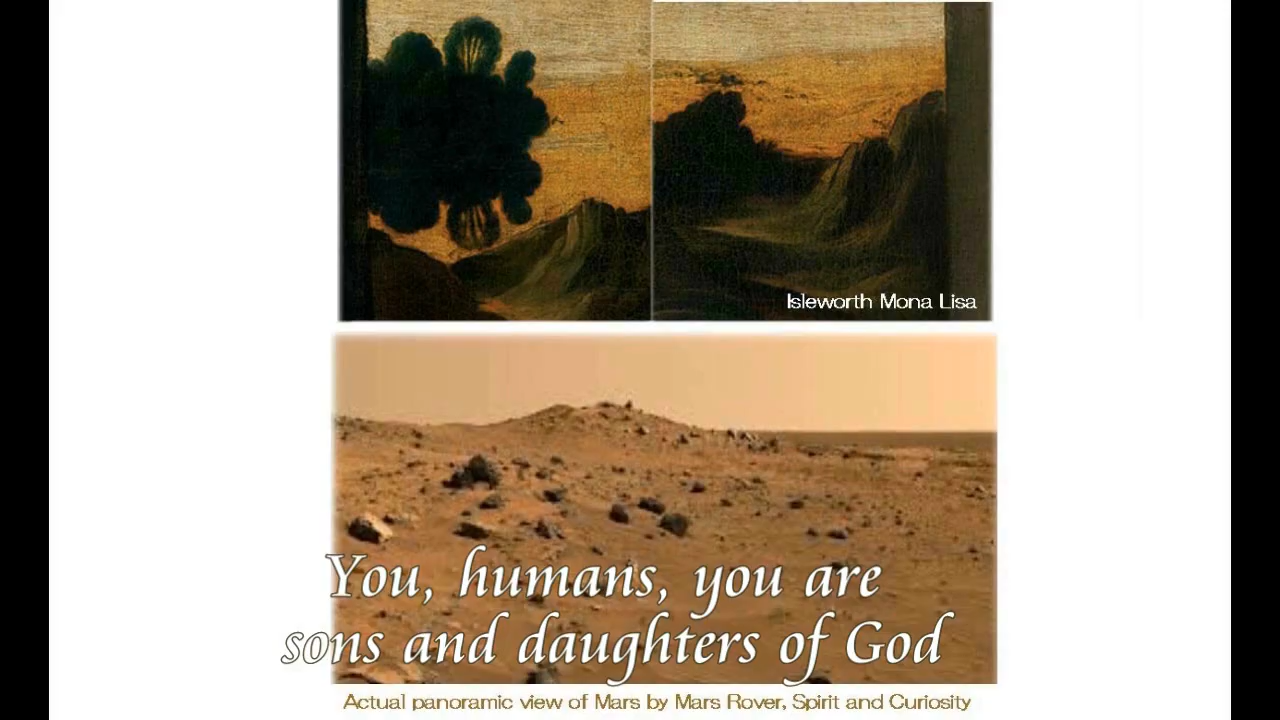 Isleworth Mona Lisa
You, humans, you are
sons and daughters of God
Actual panoramic view of Mars by Mars Rover, Spirit and Curiosity